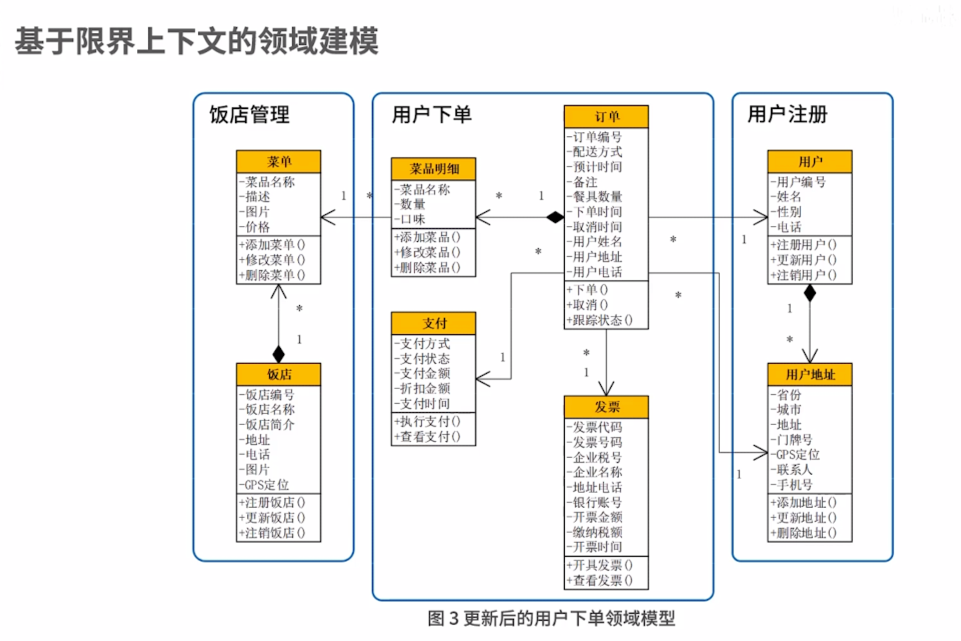 基于限界上下文的领域建模
饭店管理
菜单
-菜品名称
-描述
-图片
-价格
+添加菜单()
+修改菜单()
+删除菜单()
*
1
饭店
-饭店编号
-饭店名称
-饭店简介
-地址
-电话
-图片
-GPS定位
+注册饭店()
+更新饭店()
+注销饭店()
1
*
用户下单
菜品明细
-菜品名称
-数量
-口味
+添加菜品()
+修改菜品()
+删除菜品()
*
1
支付
-支付方式
-支付状态
-支付金额
-折扣金额
-支付时间
+执行支付()
+查看支付()
*
1
订单
-订单编号
-配送方式
-预计时间
-备注
-餐具数量
-下单时间
-取消时间
-用户姓名
-用户地址
-用户电话
+下单()
+取消()
+跟踪状态()
*
1
发票
-发票代码
-发票号码
-企业税号
-企业名称
-地址电话
-银行账号
-开票金额
-缴纳税额
-开票时间
+开具发票()
+查看发票()
*
1
*
1
用户注册
用户
-用户编号
-姓名
-性别
-电话
+注册用户()
+更新用户()
+注销用户()
1
*
用户地址
-省份
-城市
-地址
-门牌号
-GPS定位
-联系人
-手机号
+添加地址()
+更新地址()
+删除地址()
图 3 更新后的用户下单领域模型